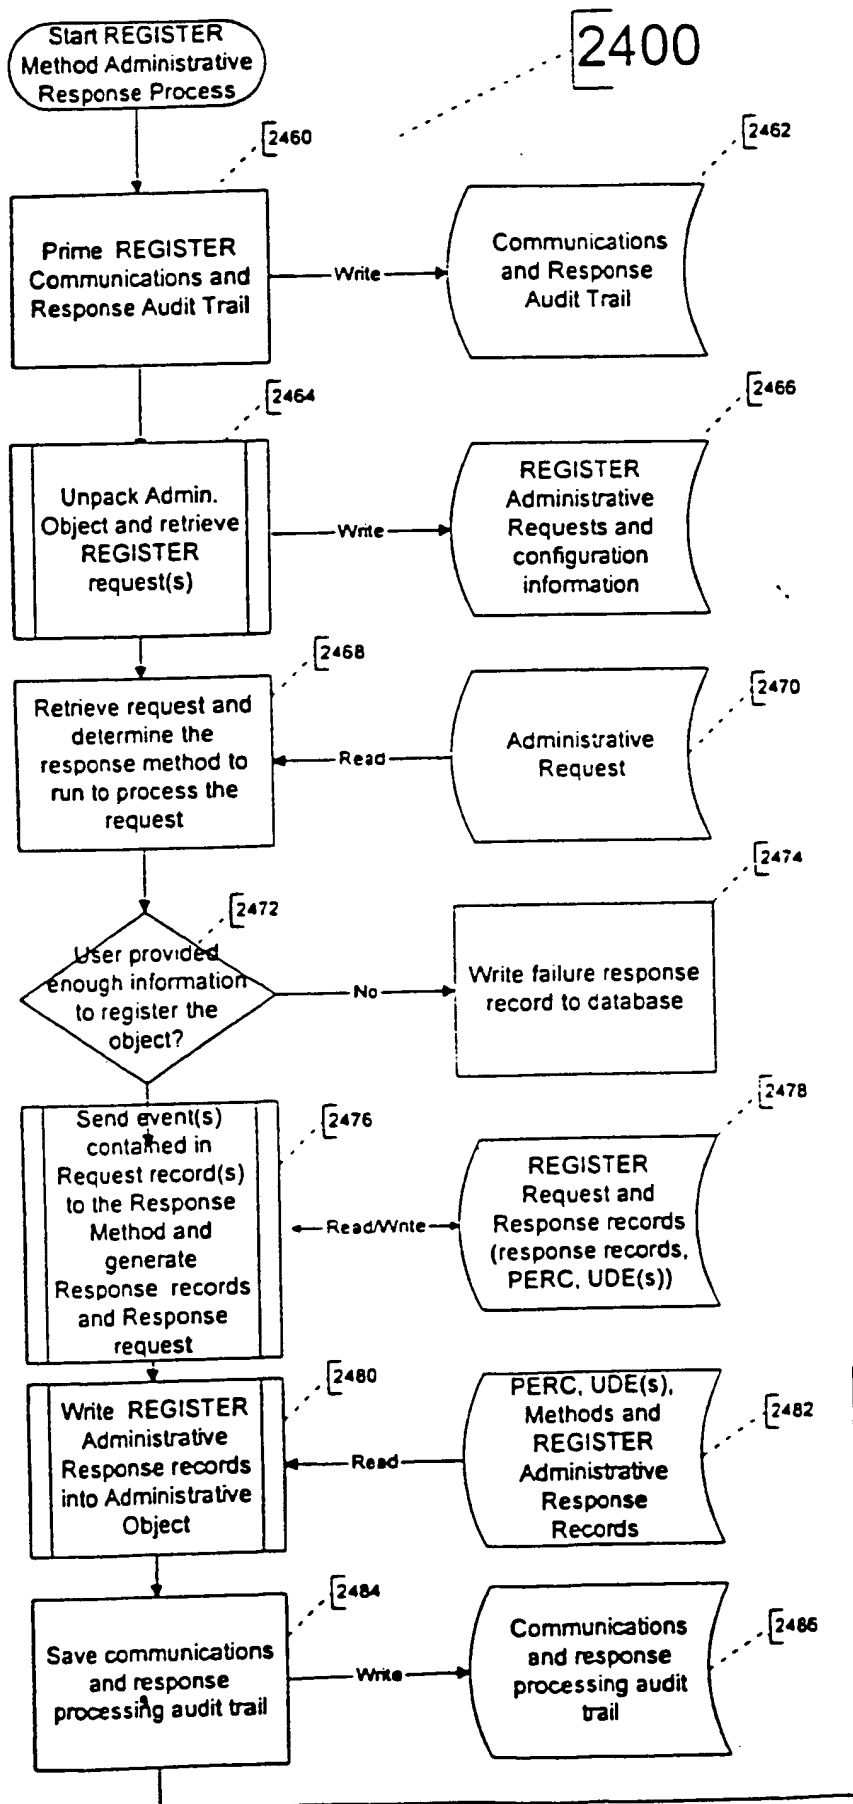 Start REGISTER
Method Administrative
Response Process
2400
2460
2462
Prime REGISTER
Communications and
Response Audit Trail
Write
Communications
and Response
Audit Trail
2464
2466
Unpack Admin.
Object and retrieve
REGISTER
request(s)
Write
REGISTER
Administrative
Requests and
configuration
information
2468
2470
Retrieve request and
determine the
response method to
run to process the
request
Read
Administrative
Request
2472
2474
User provided
enough information
to register the
object?
No
Write failure response
record to database
2476
2478
Send event(s)
contained in
Request record(s)
to the Response
Method and
generate
Response records
and Response
request
Read/Write
REGISTER
Request and
Response records
(response records,
PERC, UDE(s))
2480
2482
Write REGISTER
Administrative
Response records
into Administrative
Object
Read
PERC, UDE(s),
Methods and
REGISTER
Administrative
Response
Records
2484
2486
Save communications
and response
processing audit trail
Write
Communications
and response
processing audit
trail